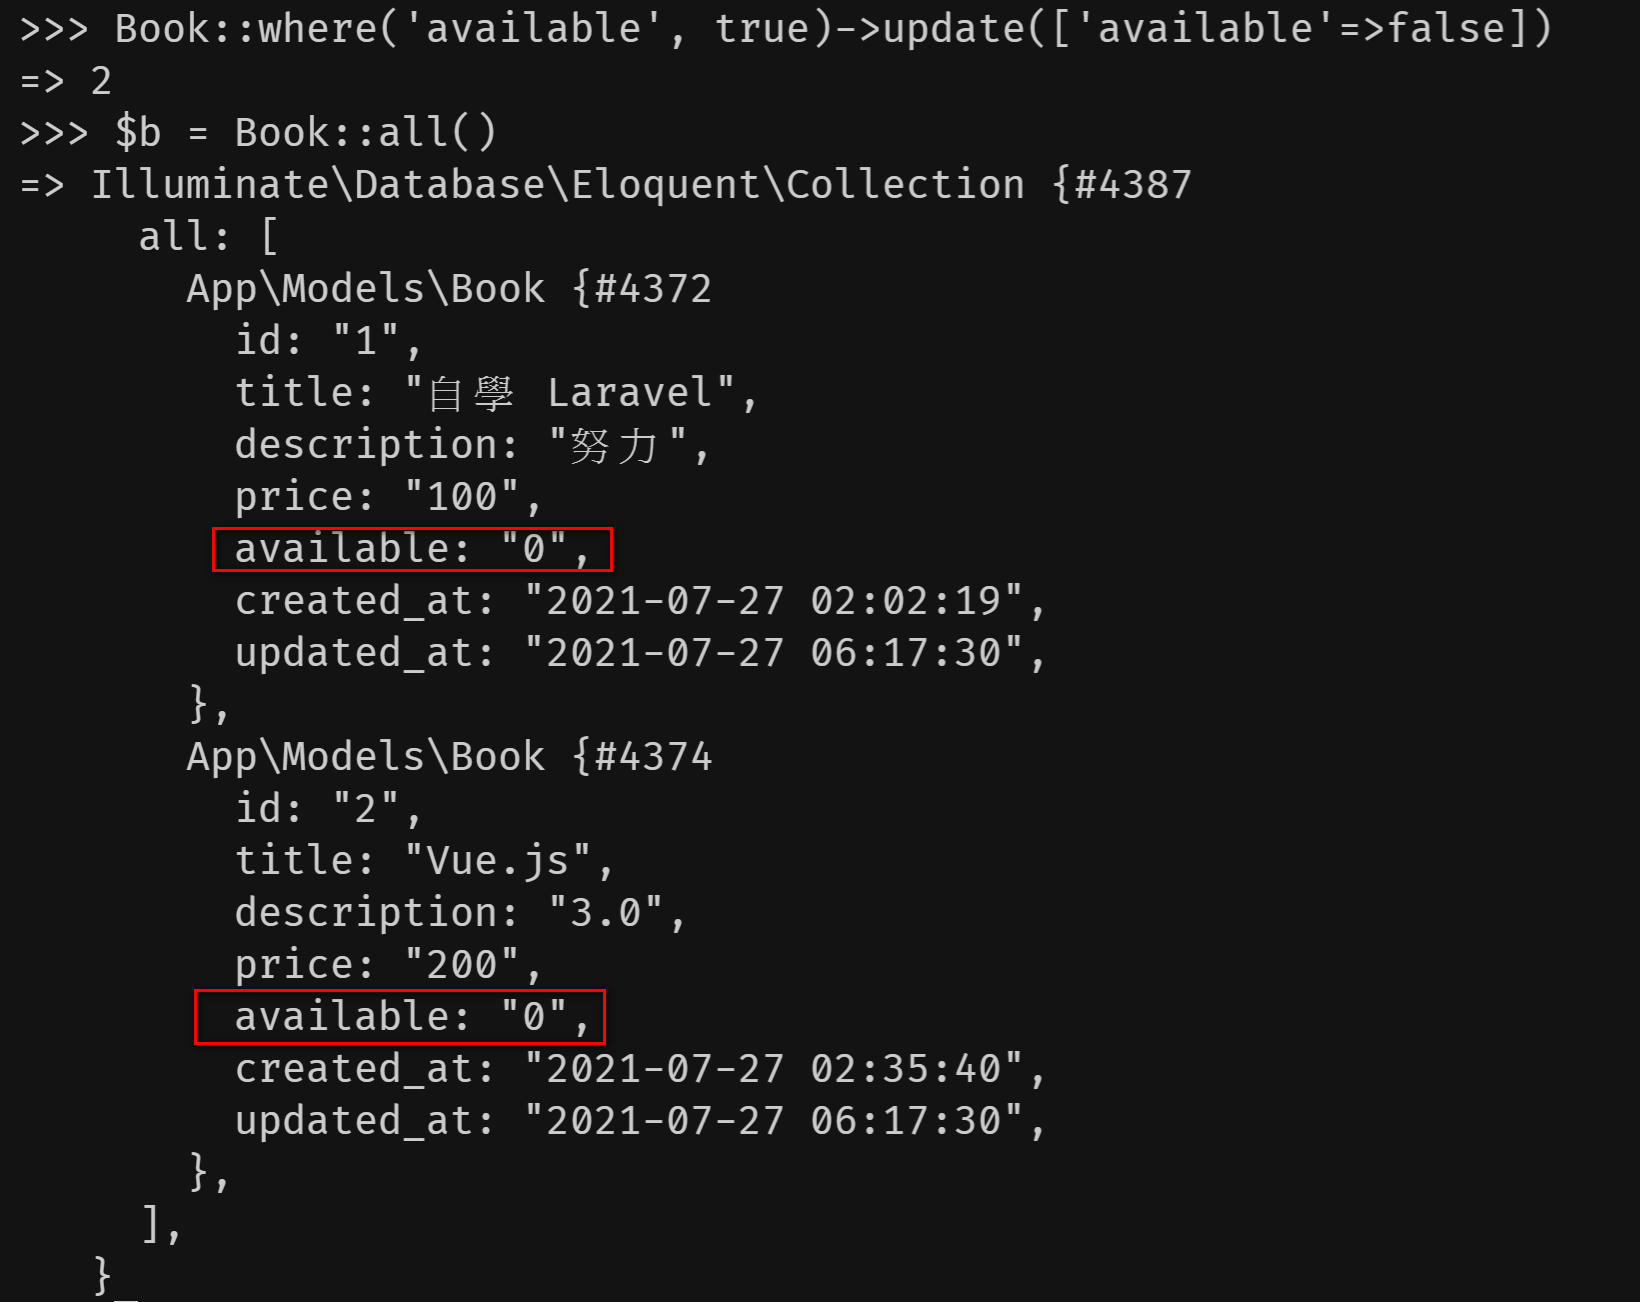 >>> Book::where('available', true)->update(['available'=>false])
=> 2
>>> $b = Book::all()
=> Illuminate\Database\Eloquent\Collection {#4387
     all: [
       App\Models\Book {#4372
         id: "1",
         title: "自學 Laravel",
         description: "努力",
         price: "100",
         available: "0",
         created_at: "2021-07-27 02:02:19",
         updated_at: "2021-07-27 06:17:30",
       },
       App\Models\Book {#4374
         id: "2",
         title: "Vue.js",
         description: "3.0",
         price: "200",
         available: "0",
         created_at: "2021-07-27 02:35:40",
         updated_at: "2021-07-27 06:17:30",
       },
     ],
   }